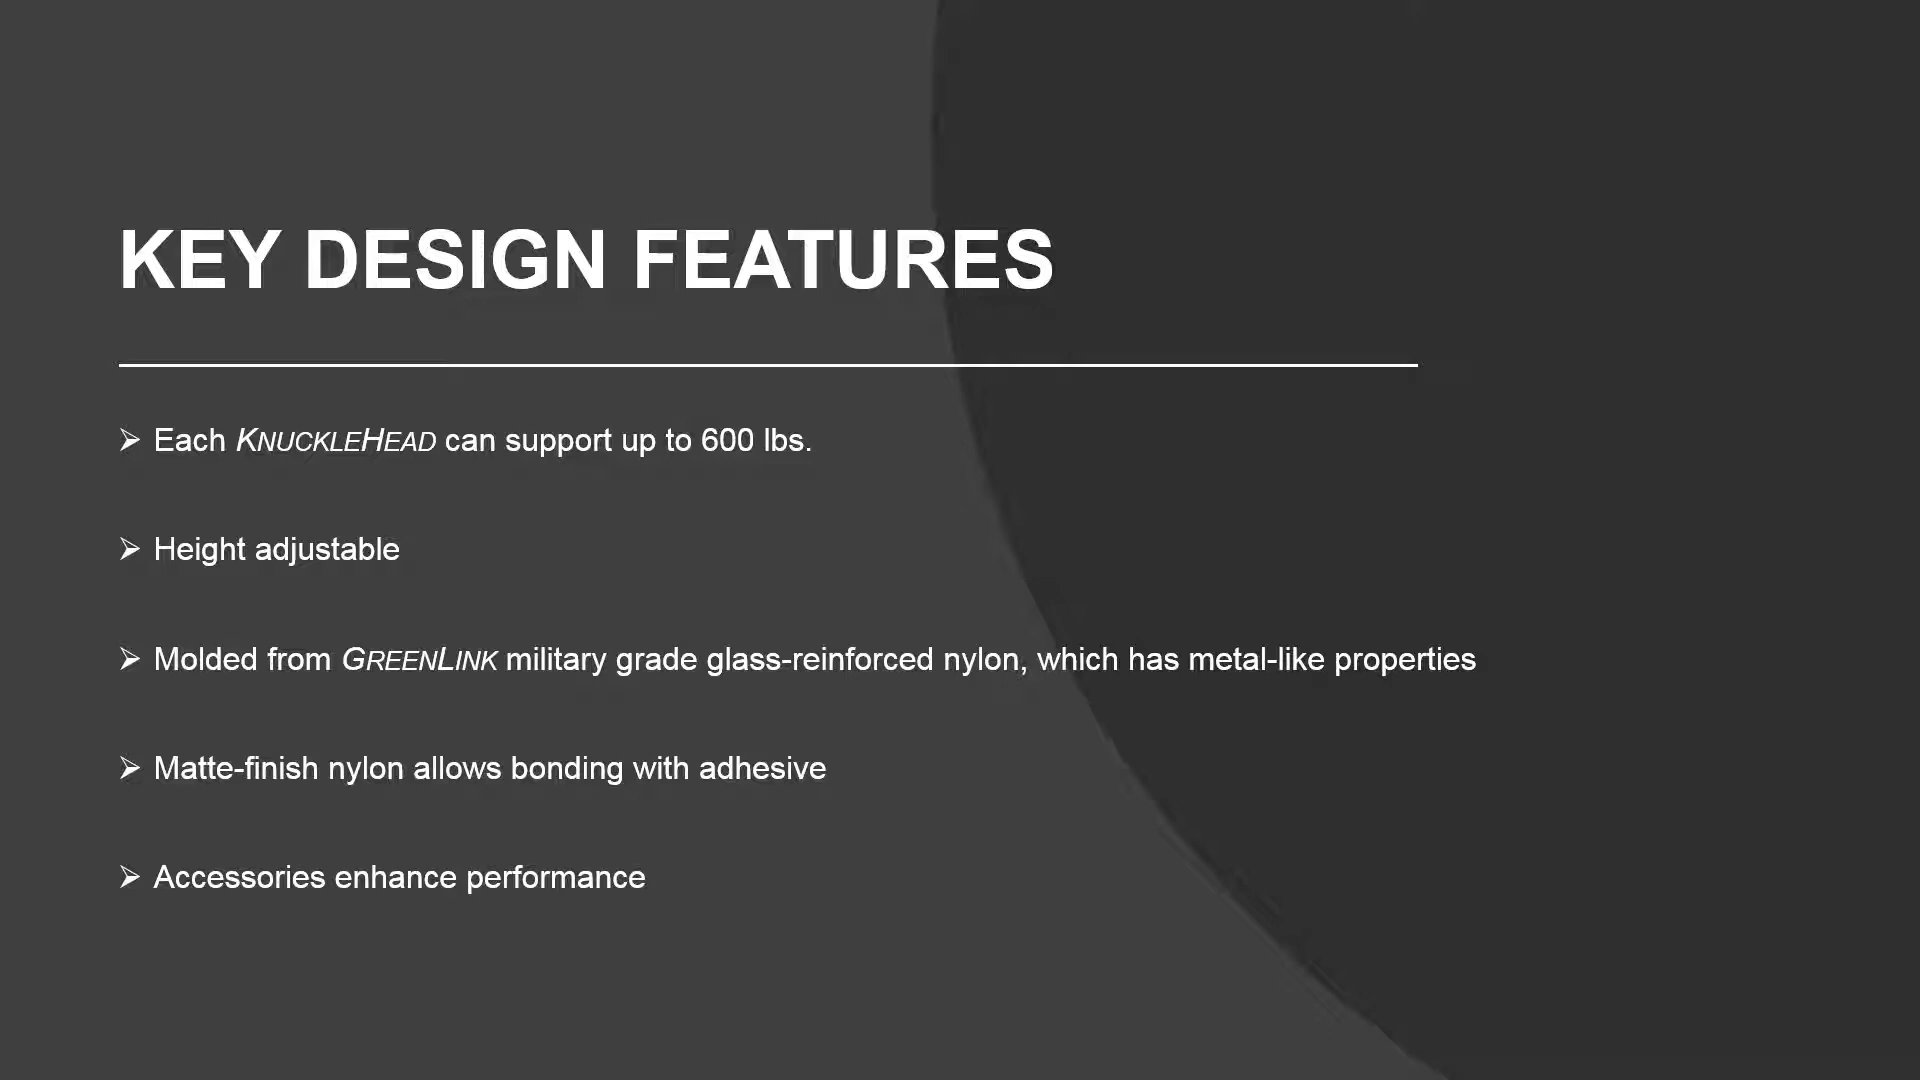 KEY DESIGN FEATURES
➢ Each KNUCKLEHEAD can support up to 600 lbs.
➢ Height adjustable
➢ Molded from GREENLINK military grade glass-reinforced nylon, which has metal-like properties
➢ Matte-finish nylon allows bonding with adhesive
➢ Accessories enhance performance